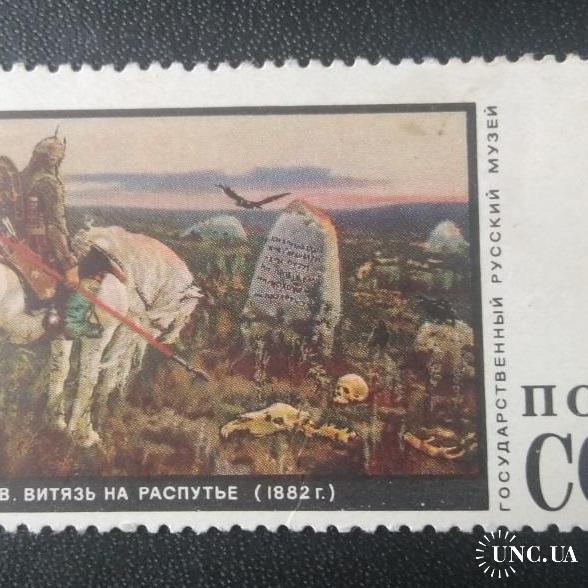 В. ВИТЯЗЬ НА РАСПУТЬЕ (1882 г.)
ГОСУДАРСТВЕННЫЙ РУССКИЙ МУЗЕЙ
ПО
СС
UNC.UA